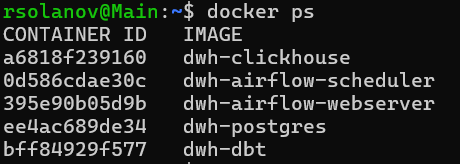 rsolanov@Main:~$ docker ps
CONTAINER ID   IMAGE
a6818f239160   dwh-clickhouse
0d586cdae30c   dwh-airflow-scheduler
395e90b05d9b   dwh-airflow-webserver
ee4ac689de34   dwh-postgres
bff84929f577   dwh-dbt